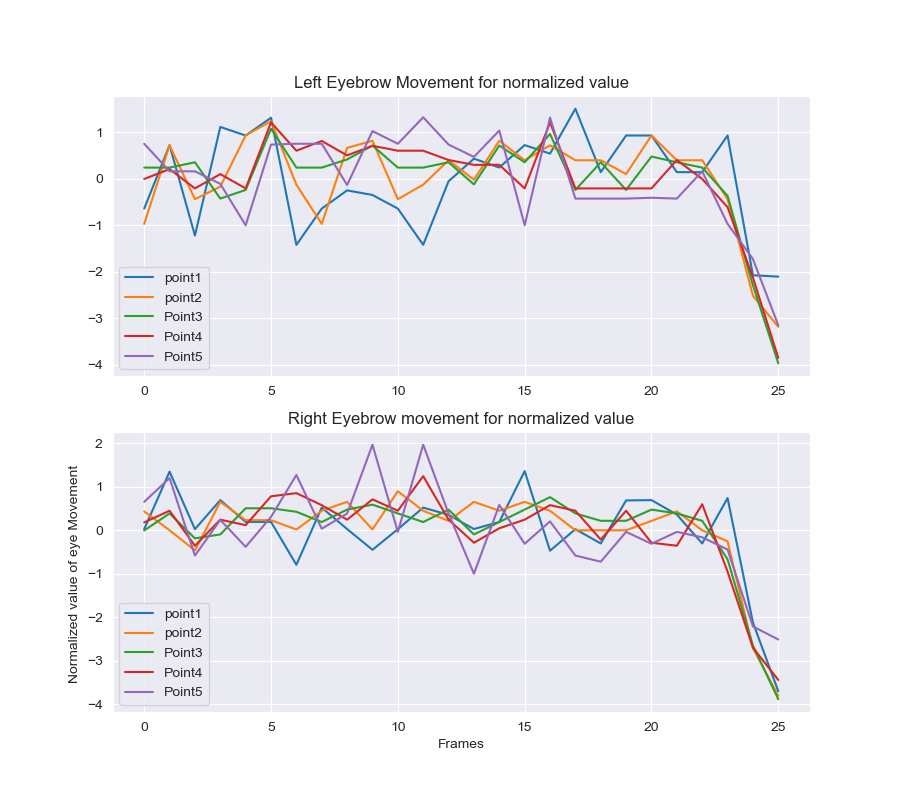 Left Eyebrow Movement for normalized value
1
0
−1
−2
−3
−4
point1
point2
Point3
Point4
Point5
0 5 10 15 20 25
Right Eyebrow movement for normalized value
Normalized value of eye Movement
2
1
0
−1
−2
−3
−4
point1
point2
Point3
Point4
Point5
0 5 10 15 20 25
Frames